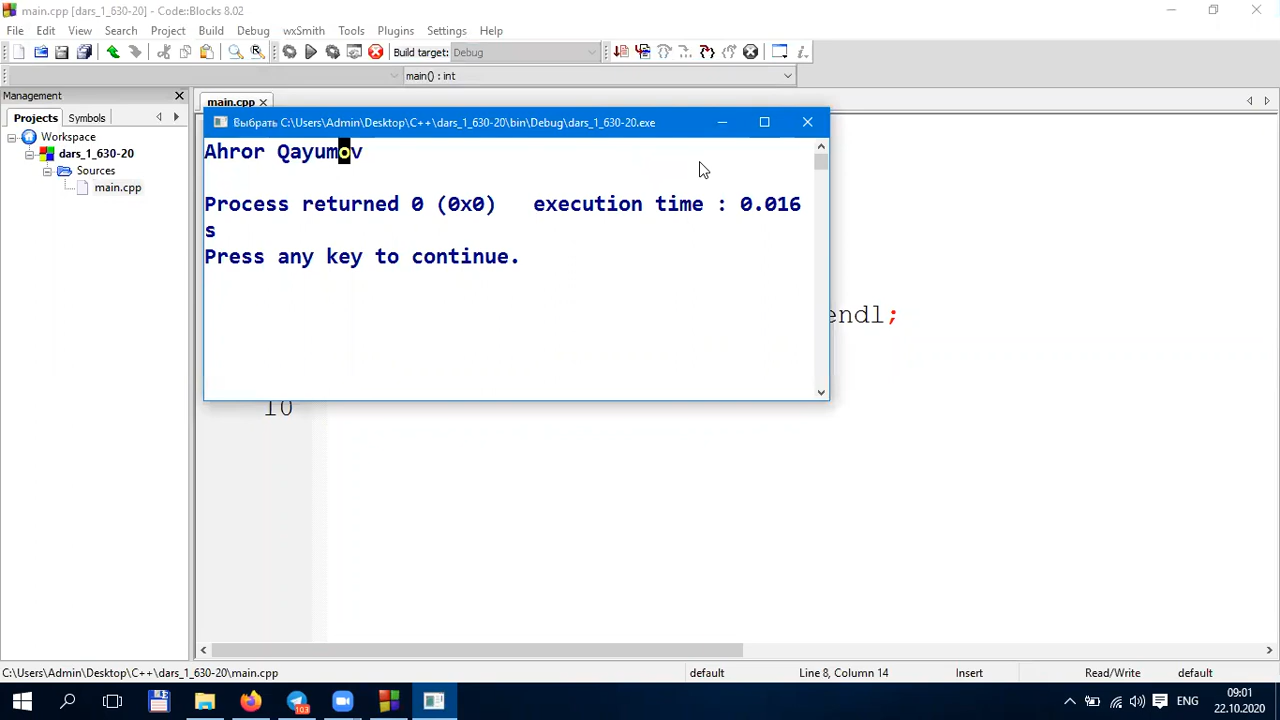 main.cpp [dars_1_630-20] - Code::Blocks 8.02
File Edit View Search Project Build Debug wxSmith Tools Plugins Settings Help
Build target: Debug
main() : int
Management
main.cpp
Projects Symbols
Выбрать C:\Users\Admin\Desktop\C++\dars_1_630-20\bin\Debug\dars_1_630-20.exe
Workspace
dars_1_630-20
Sources
main.cpp
Ahror Qayumov
Process returned 0 (0x0)   execution time : 0.016
s
Press any key to continue.
endl;
10
C:\Users\Admin\Desktop\C++\dars_1_630-20\main.cpp default Line 8, Column 14 Insert Read/Write default
103
ENG
09:01
22.10.2020